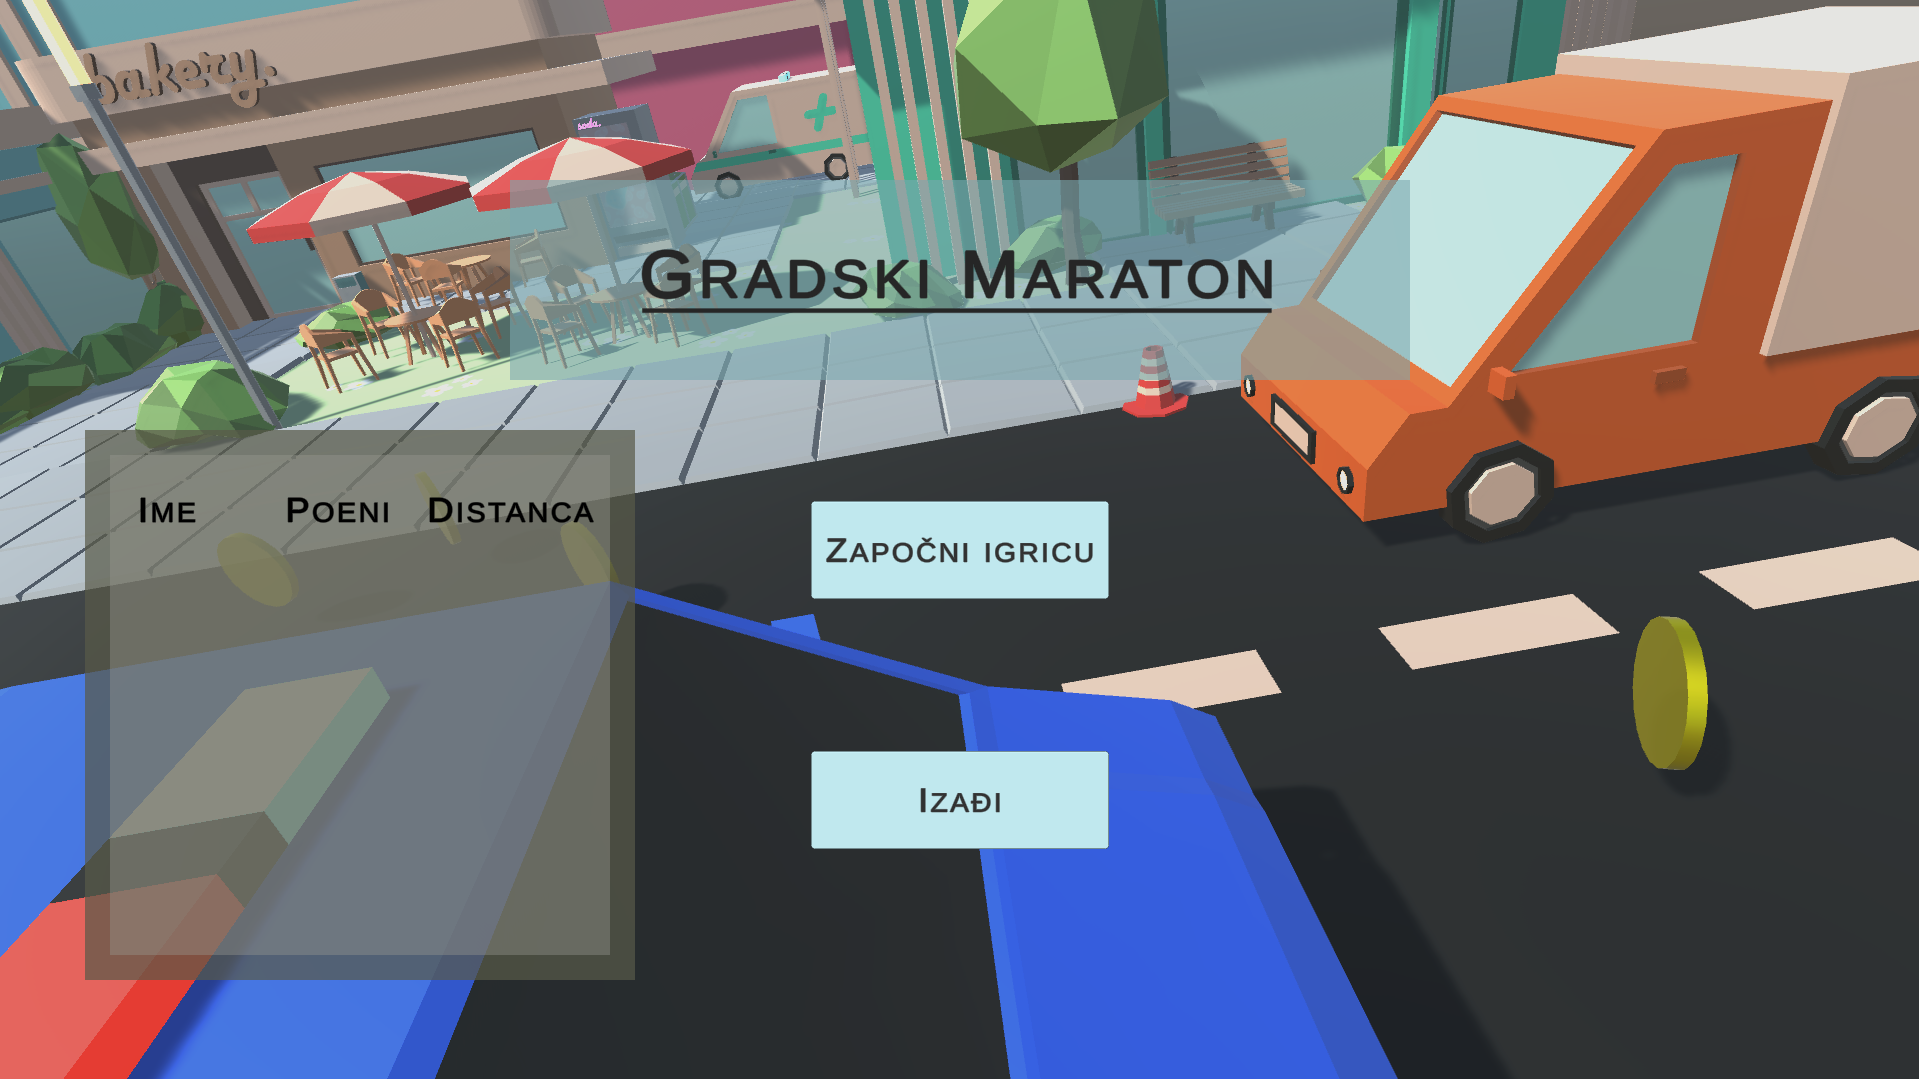 bakery.
soda.
Gradski Maraton
Ime Poeni Distanca
Započni igricu
Izađi